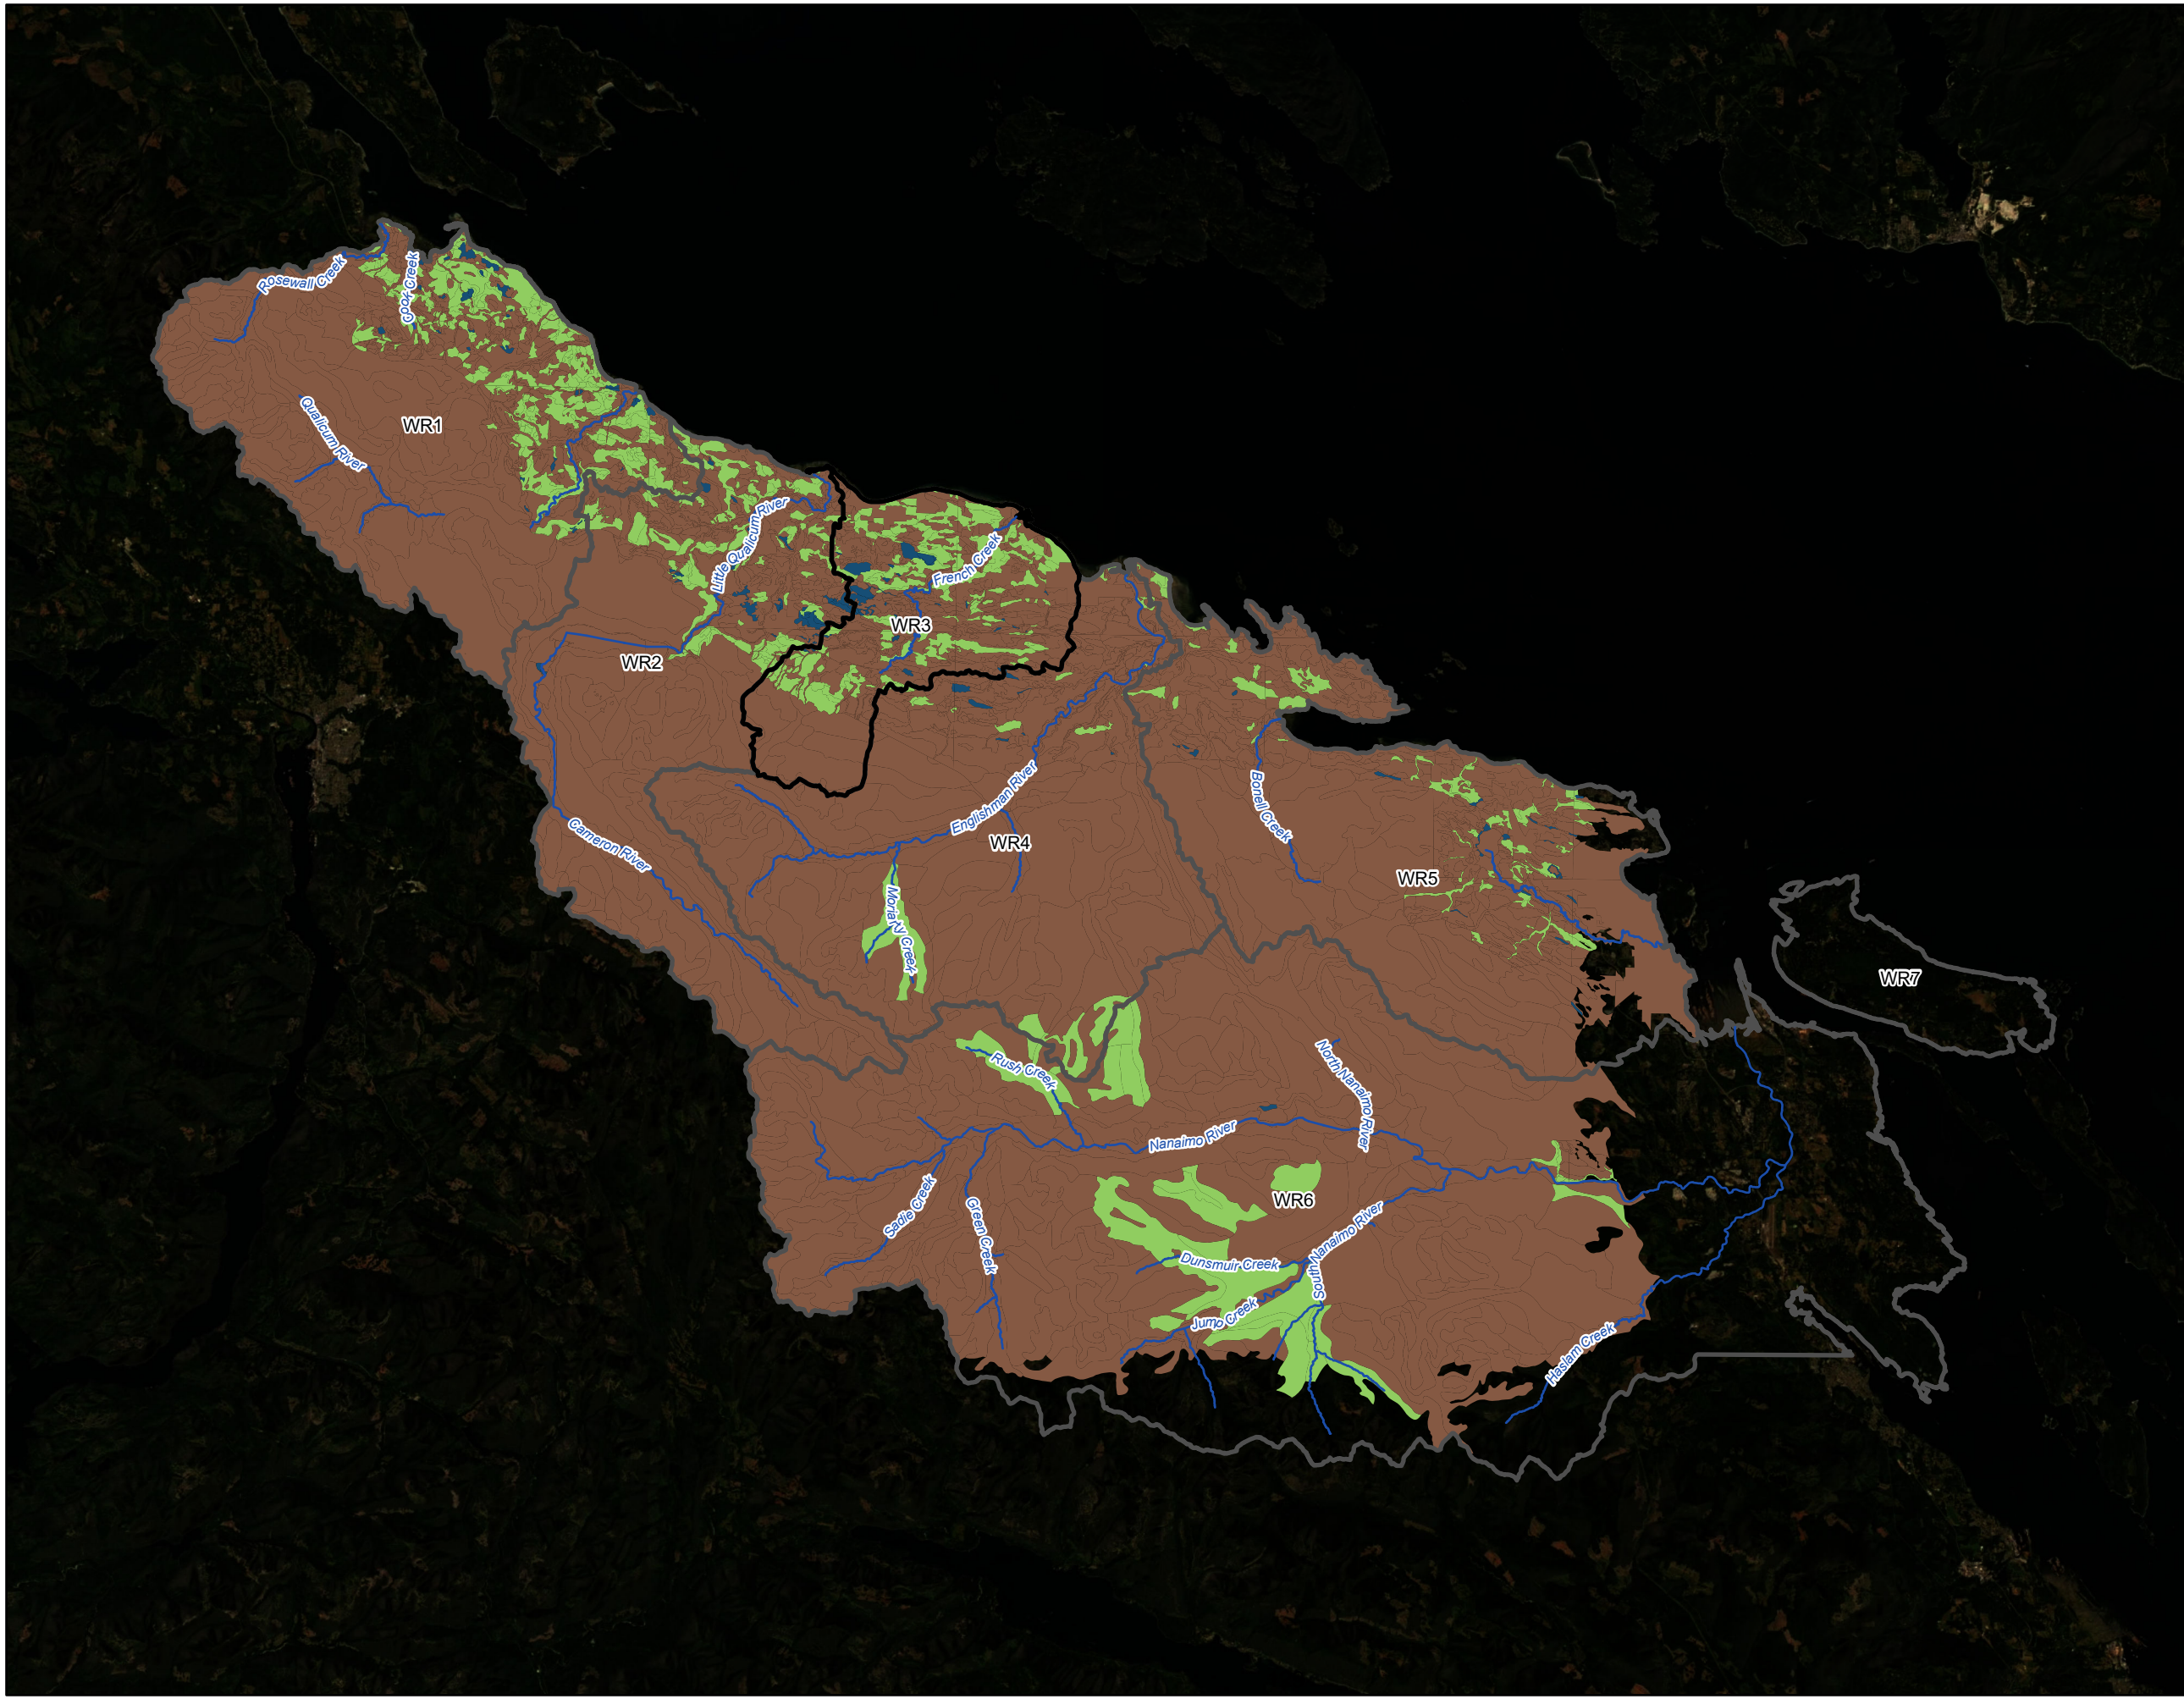 Rosewall Creek
Cook Creek
Qualicum River
WR1
Little Qualicum River
French Creek
WR3
WR2
Englishman River
Bonell Creek
Cameron River
WR4
WR5
Moriarty Creek
WR7
Rush Creek
North Nanaimo River
Nanaimo River
Sadie Creek
Green Creek
WR6
South Nanaimo River
Dunsmuir Creek
Jump Creek
Haslam Creek